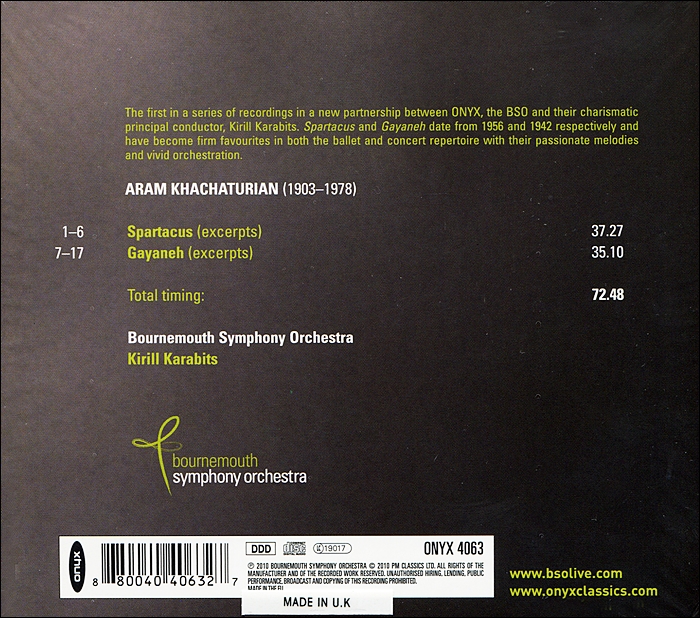 The first in a series of recordings in a new partnership between ONYX, the BSO and their charismatic
principal conductor, Kirill Karabits. Spartacus and Gayaneh date from 1956 and 1942 respectively and
have become firm favourites in both the ballet and concert repertoire with their passionate melodies
and vivid orchestration.
ARAM KHACHATURIAN (1903–1978)
1–6 Spartacus (excerpts) 37.27
7–17 Gayaneh (excerpts) 35.10
Total timing: 72.48
Bournemouth Symphony Orchestra
Kirill Karabits
bournemouth
symphony orchestra
onyx
8 80040 40632 7
DDD
19017
ONYX 4063
℗ 2010 BOURNEMOUTH SYMPHONY ORCHESTRA © 2010 PM CLASSICS LTD. ALL RIGHTS OF THE
MANUFACTURER AND OF THE RECORDED WORK RESERVED. UNAUTHORISED HIRING, LENDING, PUBLIC
PERFORMANCE, BROADCAST AND COPYING OF THIS RECORDING PROHIBITED.
MADE IN THE EU
MADE IN U.K
www.bsolive.com
www.onyxclassics.com